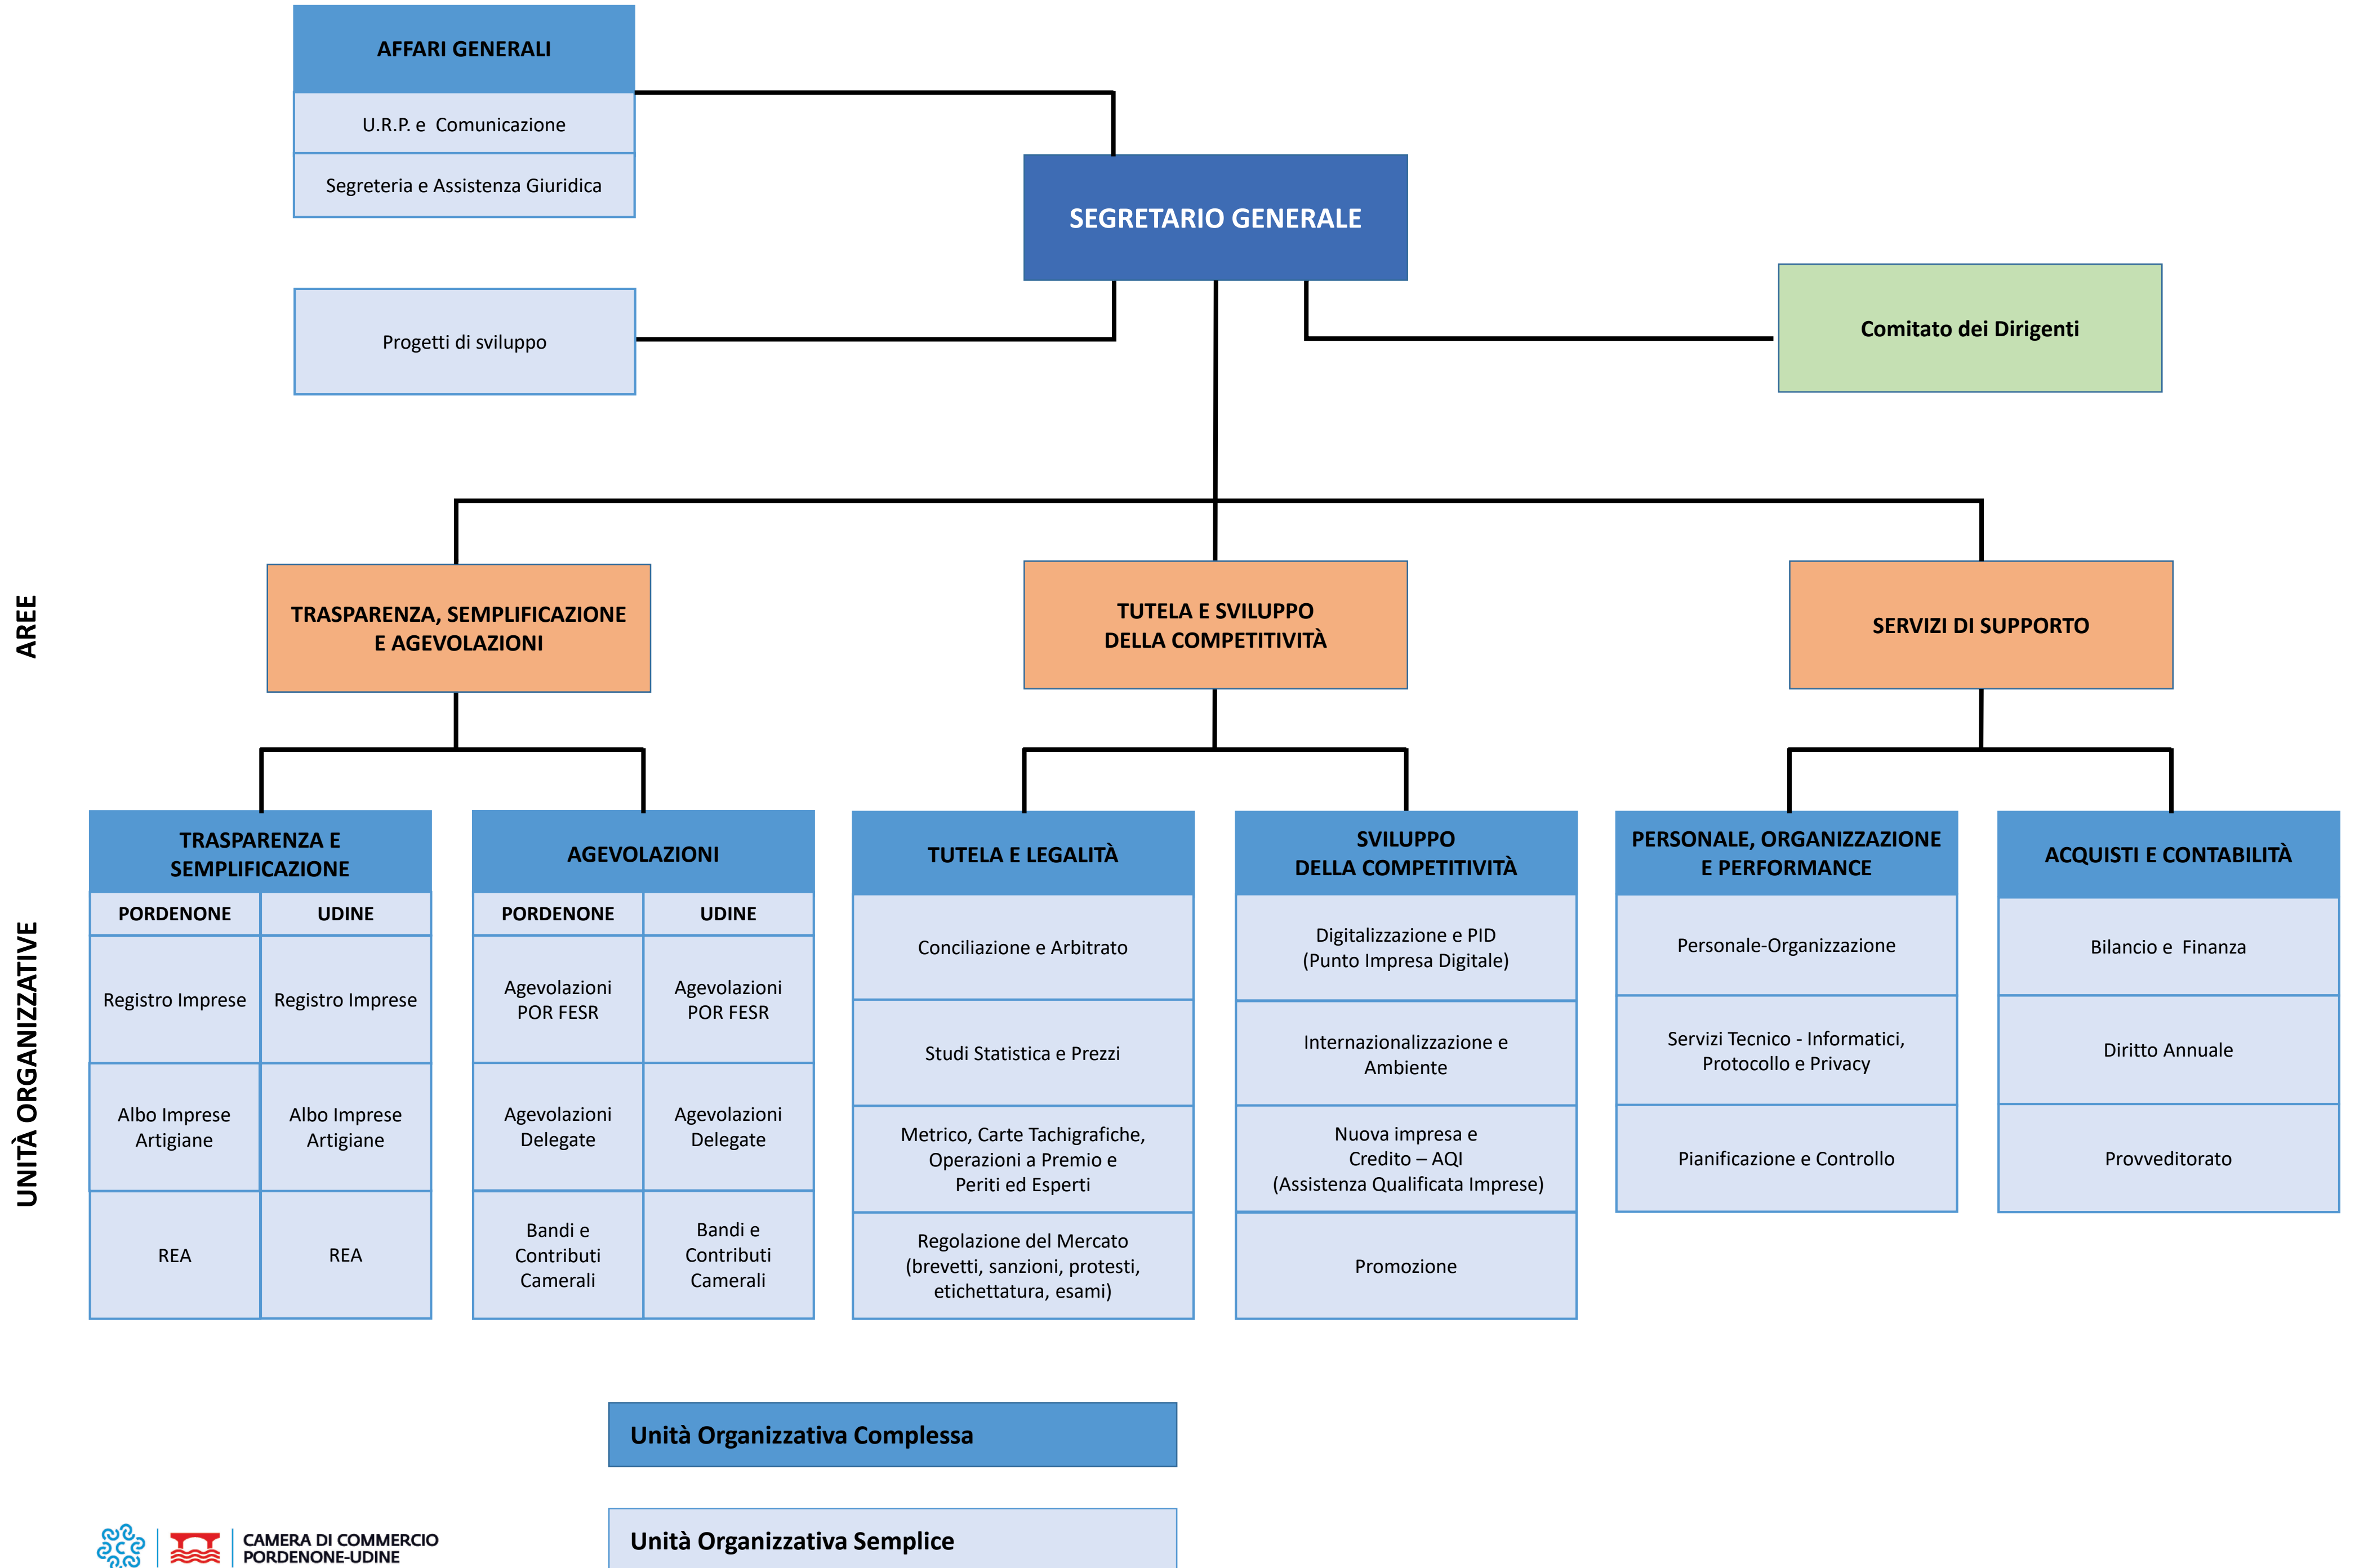 AFFARI GENERALI
U.R.P. e  Comunicazione
Segreteria e Assistenza Giuridica
SEGRETARIO GENERALE
Progetti di sviluppo
Comitato dei Dirigenti
AREE
TRASPARENZA, SEMPLIFICAZIONE
E AGEVOLAZIONI
TUTELA E SVILUPPO
DELLA COMPETITIVITÀ
SERVIZI DI SUPPORTO
UNITÀ ORGANIZZATIVE
TRASPARENZA E
SEMPLIFICAZIONE
PORDENONE
UDINE
Registro Imprese
Registro Imprese
Albo Imprese
Artigiane
Albo Imprese
Artigiane
REA
REA
AGEVOLAZIONI
PORDENONE
UDINE
Agevolazioni
POR FESR
Agevolazioni
POR FESR
Agevolazioni
Delegate
Agevolazioni
Delegate
Bandi e
Contributi
Camerali
Bandi e
Contributi
Camerali
TUTELA E LEGALITÀ
Conciliazione e Arbitrato
Studi Statistica e Prezzi
Metrico, Carte Tachigrafiche,
Operazioni a Premio e
Periti ed Esperti
Regolazione del Mercato
(brevetti, sanzioni, protesti,
etichettatura, esami)
SVILUPPO
DELLA COMPETITIVITÀ
Digitalizzazione e PID
(Punto Impresa Digitale)
Internazionalizzazione e
Ambiente
Nuova impresa e
Credito – AQI
(Assistenza Qualificata Imprese)
Promozione
PERSONALE, ORGANIZZAZIONE
E PERFORMANCE
Personale-Organizzazione
Servizi Tecnico - Informatici,
Protocollo e Privacy
Pianificazione e Controllo
ACQUISTI E CONTABILITÀ
Bilancio e  Finanza
Diritto Annuale
Provveditorato
Unità Organizzativa Complessa
Unità Organizzativa Semplice
CAMERA DI COMMERCIO
PORDENONE-UDINE